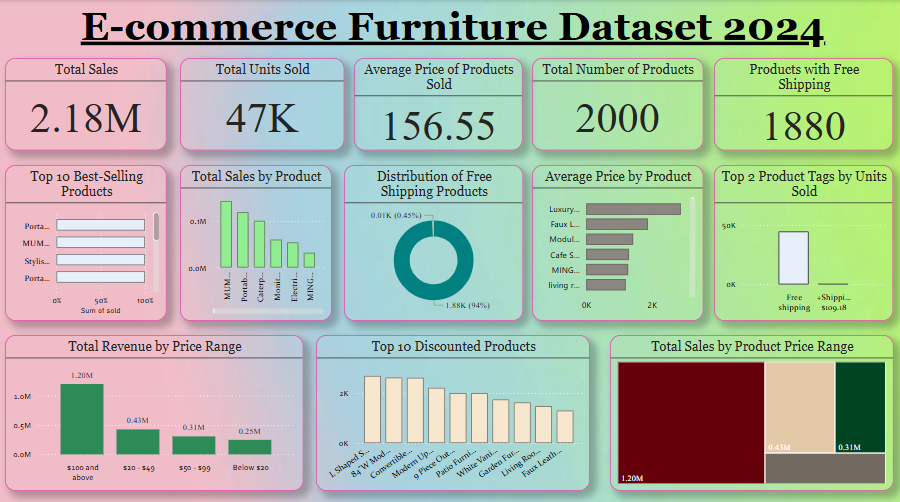 E-commerce Furniture Dataset 2024
Total Sales
2.18M
Total Units Sold
47K
Average Price of Products
Sold
156.55
Total Number of Products
2000
Products with Free
Shipping
1880
Top 10 Best-Selling
Products
Porta...
MUM...
Stylis...
Porta...
0% 50% 100%
Sum of sold
Total Sales by Product
0.1M
0.0M
MUM...
Portab...
Caterp...
Monit...
Electri...
MING...
Distribution of Free
Shipping Products
0.01K (0.45%)
1.88K (94%)
Average Price by Product
Luxury...
Faux L...
Modul...
Cafe S...
MING...
living r...
0K 2K
Top 2 Product Tags by Units
Sold
50K
0K
Free
shipping
+Shippi...
$109.18
Total Revenue by Price Range
1.0M
0.5M
0.0M
1.20M
0.43M
0.31M
0.25M
$100 and
above
$20 - $49
$50 - $99
Below $20
Top 10 Discounted Products
2K
0K
L Shaped S...
84"W Mod...
Convertible...
Modern Up...
9 Piece Out...
Patio Furni...
White Vani...
Garden Fur...
Living Roo...
Faux Leath...
Total Sales by Product Price Range
1.20M
0.43M
0.31M